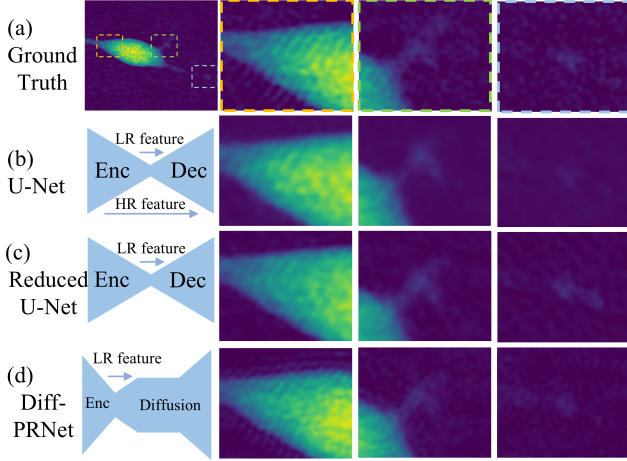 (a)
Ground
Truth
(b)
U-Net
LR feature
Enc Dec
HR feature
(c)
Reduced
U-Net
LR feature
Enc Dec
(d)
Diff-
PRNet
LR feature
Enc Diffusion